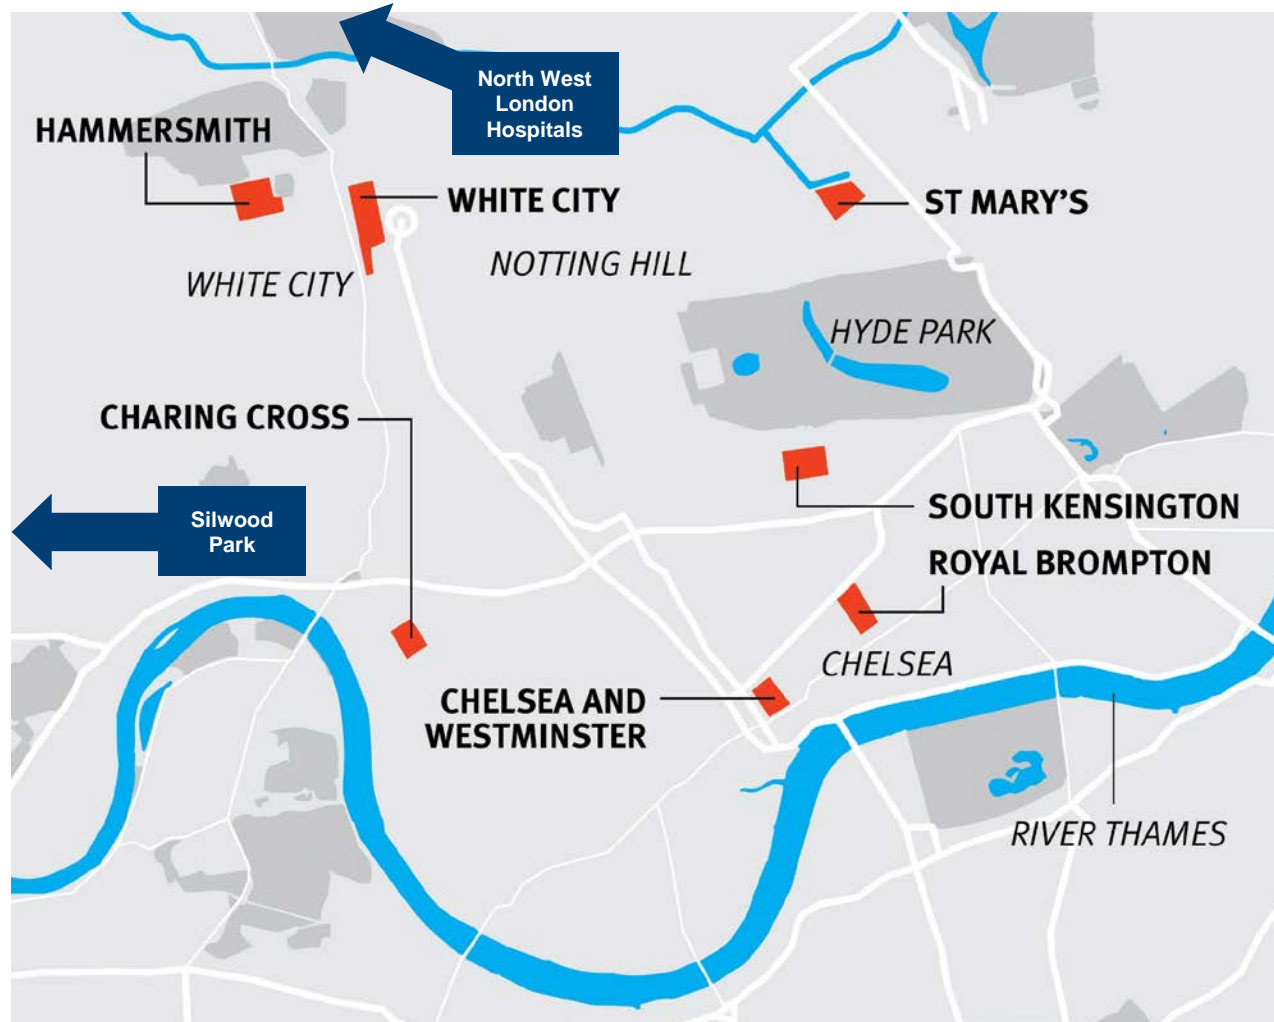 North West
London
Hospitals
HAMMERSMITH
WHITE CITY
ST MARY’S
WHITE CITY
NOTTING HILL
HYDE PARK
CHARING CROSS
Silwood
Park
SOUTH KENSINGTON
ROYAL BROMPTON
CHELSEA
CHELSEA AND
WESTMINSTER
RIVER THAMES